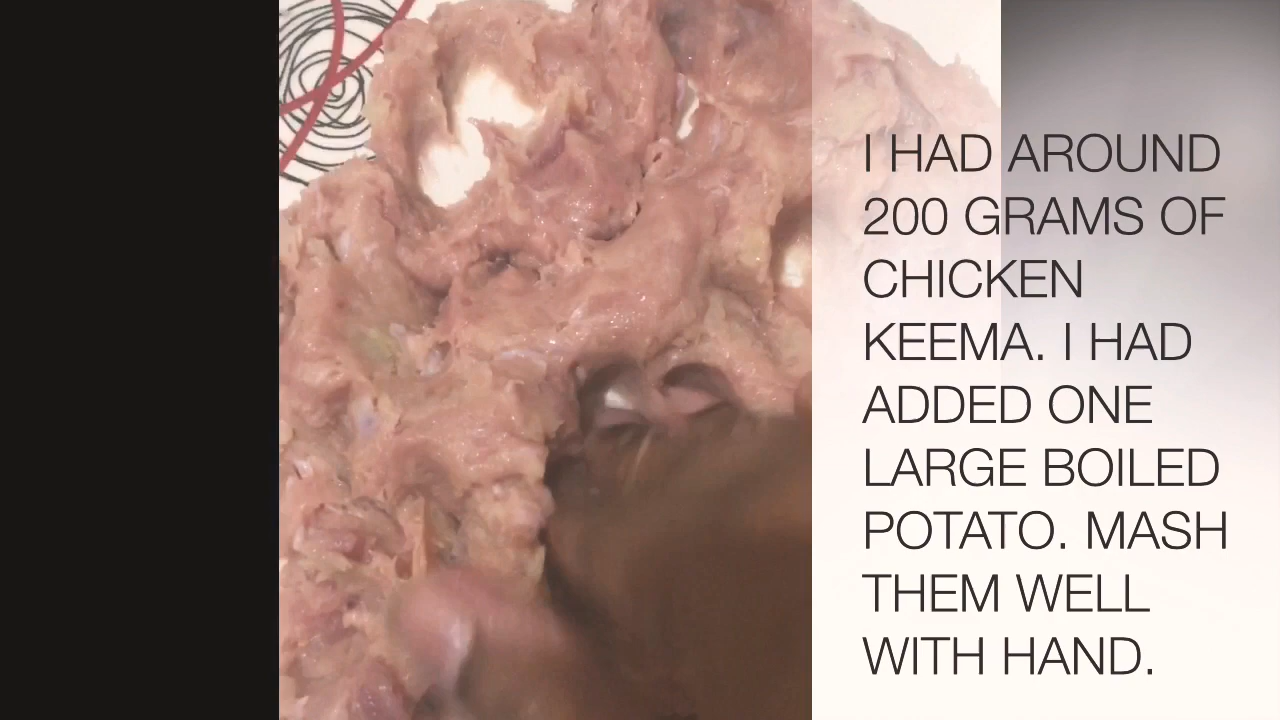 I HAD AROUND
200 GRAMS OF
CHICKEN
KEEMA. I HAD
ADDED ONE
LARGE BOILED
POTATO. MASH
THEM WELL
WITH HAND.